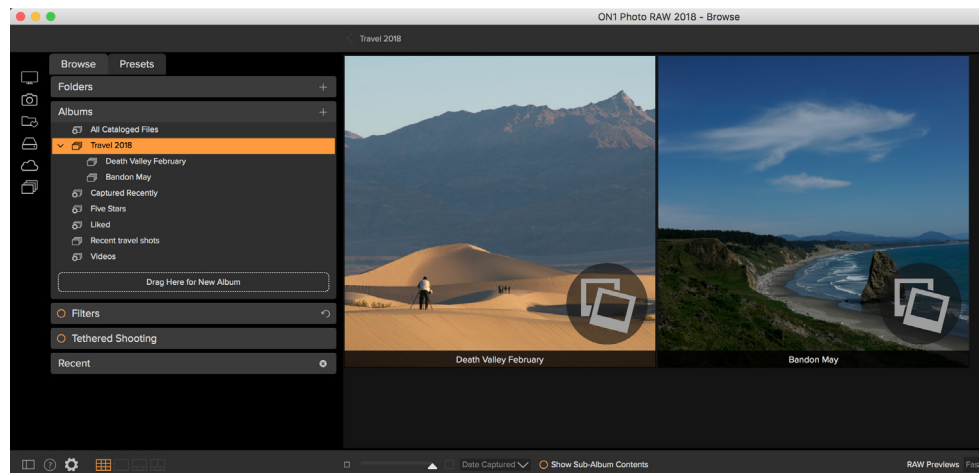 ON1 Photo RAW 2018 - Browse
Travel 2018
Browse Presets
Folders
Albums
All Cataloged Files
Travel 2018
Death Valley February
Bandon May
Captured Recently
Five Stars
Liked
Recent travel shots
Videos
Drag Here for New Album
Filters
Tethered Shooting
Recent
Death Valley February
Bandon May
Date Captured
Show Sub-Album Contents
RAW Previews Fas